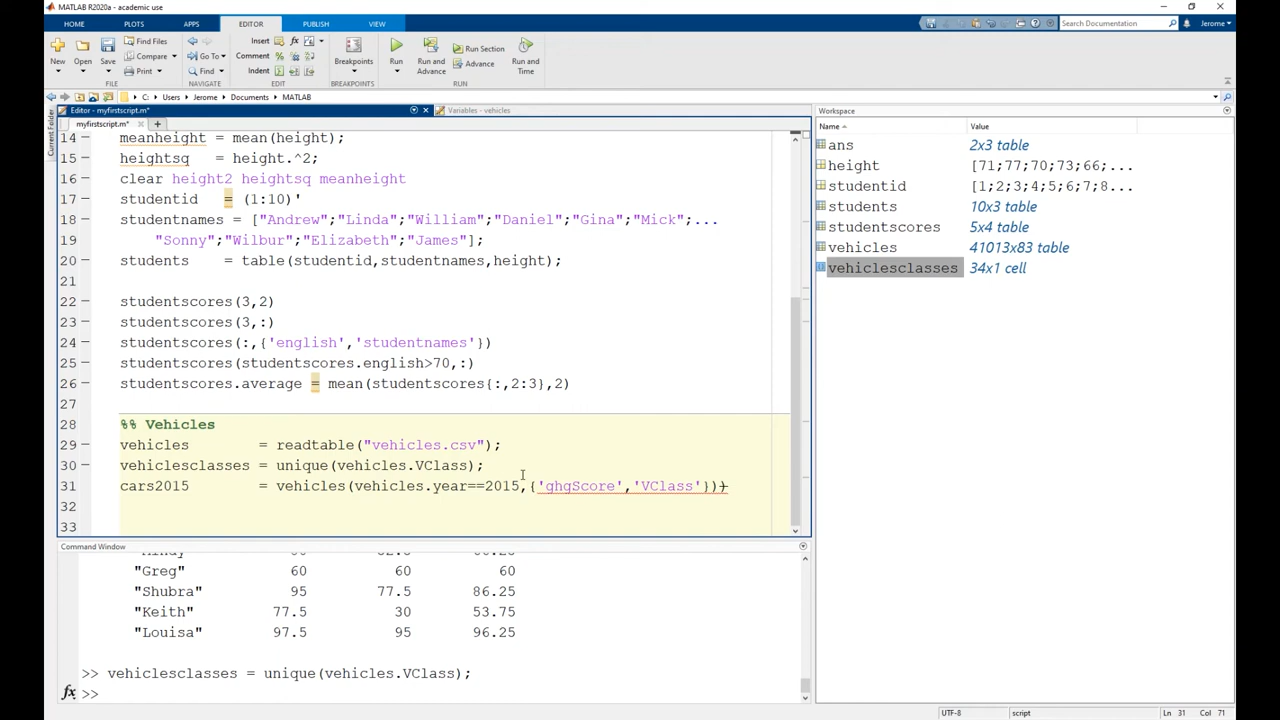 MATLAB R2020a - academic use
HOME PLOTS APPS EDITOR PUBLISH VIEW
Search Documentation Jerome
New Open Save Find Files Compare Print Go To Find Insert Comment Indent fx Breakpoints Run Run and Advance Run Section Advance Run and Time
FILE NAVIGATE EDIT BREAKPOINTS RUN
C: Users Jerome Documents MATLAB
Current Folder
Editor - myfirstscript.m* Variables - vehicles
myfirstscript.m* +
14 meanheight = mean(height);
15 heightsq = height.^2;
16 clear height2 heightsq meanheight
17 studentid = (1:10)'
18 studentnames = ["Andrew";"Linda";"William";"Daniel";"Gina";"Mick";...
19 "Sonny";"Wilbur";"Elizabeth";"James"];
20 students = table(studentid,studentnames,height);
21
22 studentscores(3,2)
23 studentscores(3,:)
24 studentscores(:,{'english','studentnames'})
25 studentscores(studentscores.english>70,:)
26 studentscores.average = mean(studentscores{:,2:3},2)
27
28 %% Vehicles
29 vehicles = readtable("vehicles.csv");
30 vehiclesclasses = unique(vehicles.VClass);
31 cars2015 = vehicles(vehicles.year==2015,{'ghgScore','VClass'}))
32
33
Command Window
"Greg" 60 60 60
"Shubra" 95 77.5 86.25
"Keith" 77.5 30 53.75
"Louisa" 97.5 95 96.25
>> vehiclesclasses = unique(vehicles.VClass);
fx >>
Workspace
Name Value
ans 2x3 table
height [71;77;70;73;66;...
studentid [1;2;3;4;5;6;7;8...
students 10x3 table
studentscores 5x4 table
vehicles 41013x83 table
vehiclesclasses 34x1 cell
UTF-8 script Ln 31 Col 71